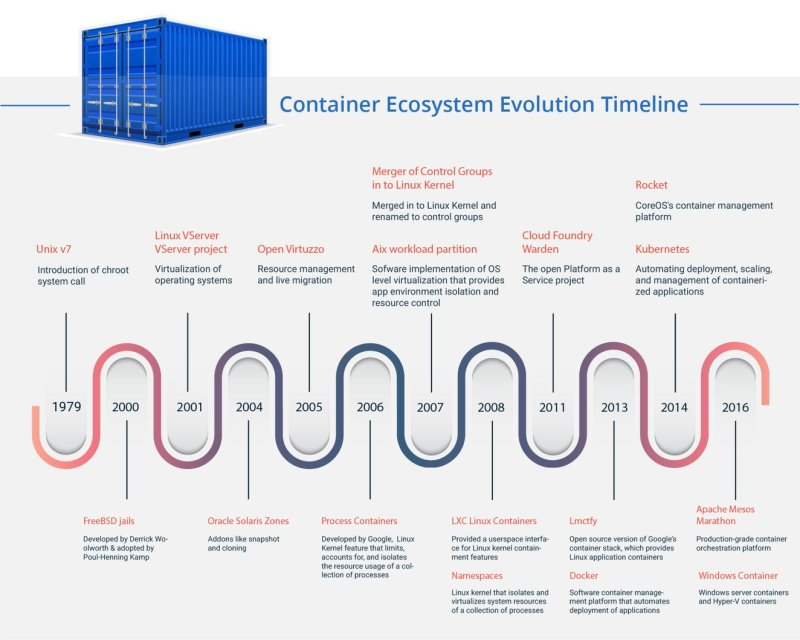 Container Ecosystem Evolution Timeline
Merger of Control Groups
in to Linux Kernel
Merged in to Linux Kernel and
renamed to control groups
Rocket
CoreOS's container management
platform
Unix v7
Introduction of chroot
system call
Linux VServer
VServer project
Virtualization of
operating systems
Open Virtuzzo
Resource management
and live migration
Aix workload partition
Sofware implementation of OS
level virtualization that provides
app environment isolation and
resource control
Cloud Foundry
Warden
The open Platform as a
Service project
Kubernetes
Automating deployment, scaling,
and management of containeri-
zed applications
1979
2000
2001
2004
2005
2006
2007
2008
2011
2013
2014
2016
FreeBSD jails
Developed by Derrick Wo-
olworth & adopted by
Poul-Henning Kamp
Oracle Solaris Zones
Addons like snapshot
and cloning
Process Containers
Developed by Google, Linux
Kernel feature that limits,
accounts for, and isolates
the resource usage of a co-
llection of processes
LXC Linux Containers
Provided a userspace interfa-
ce for Linux kernel contain-
ment features
Namespaces
Linux kernel that isolates and
virtualizes system resources
of a collection of processes
Lmctfy
Open source version of Google's
container stack, which provides
Linux application containers
Docker
Software container manage-
ment platform that automates
deployment of applications
Apache Mesos
Marathon
Production-grade container
orchestration platform
Windows Container
Windows server containers
and Hyper-V containers